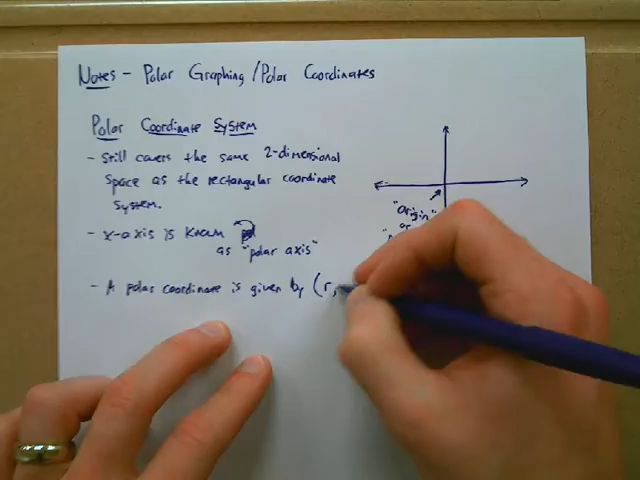 Notes - Polar Graphing/Polar Coordinates
Polar Coordinate System
- Still covers the same 2-dimensional
space as the rectangular coordinate
system.
- x-axis is known
as "polar axis"
- A polar coordinate is given by (r,
"origin"
or